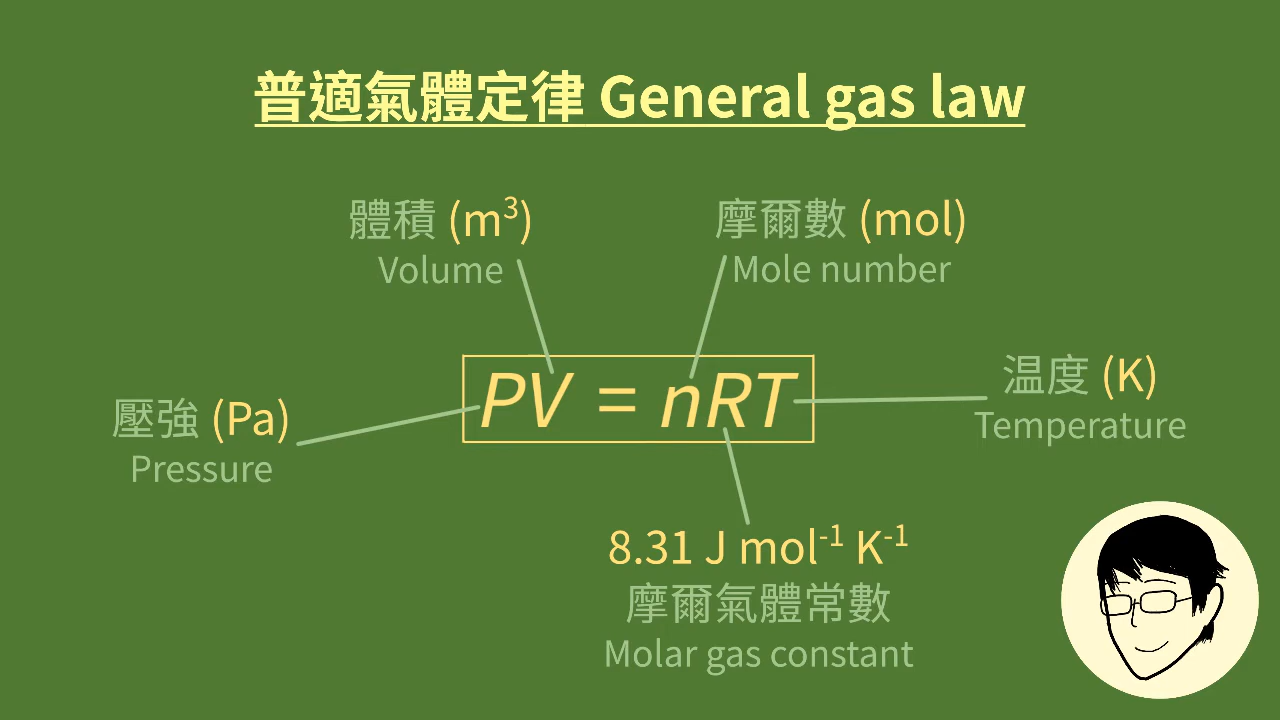 普適氣體定律 General gas law
體積 (m³)
Volume
摩爾數 (mol)
Mole number
PV = nRT
温度 (K)
Temperature
壓強 (Pa)
Pressure
8.31 J mol⁻¹ K⁻¹
摩爾氣體常數
Molar gas constant